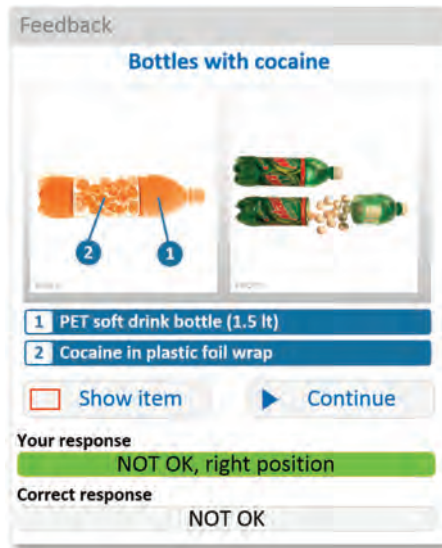 Feedback
Bottles with cocaine
2
1
1 PET soft drink bottle (1.5 lt)
2 Cocaine in plastic foil wrap
Show item
Continue
Your response
NOT OK, right position
Correct response
NOT OK